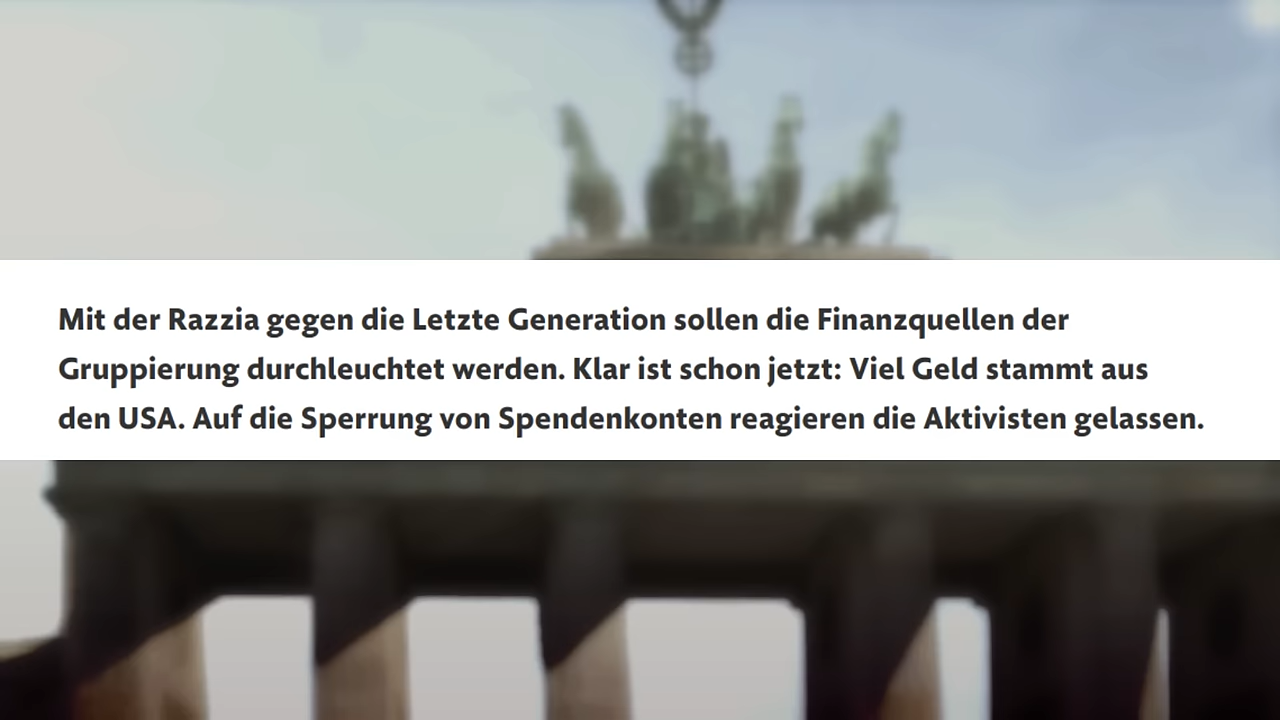 Mit der Razzia gegen die Letzte Generation sollen die Finanzquellen der
Gruppierung durchleuchtet werden. Klar ist schon jetzt: Viel Geld stammt aus
den USA. Auf die Sperrung von Spendenkonten reagieren die Aktivisten gelassen.